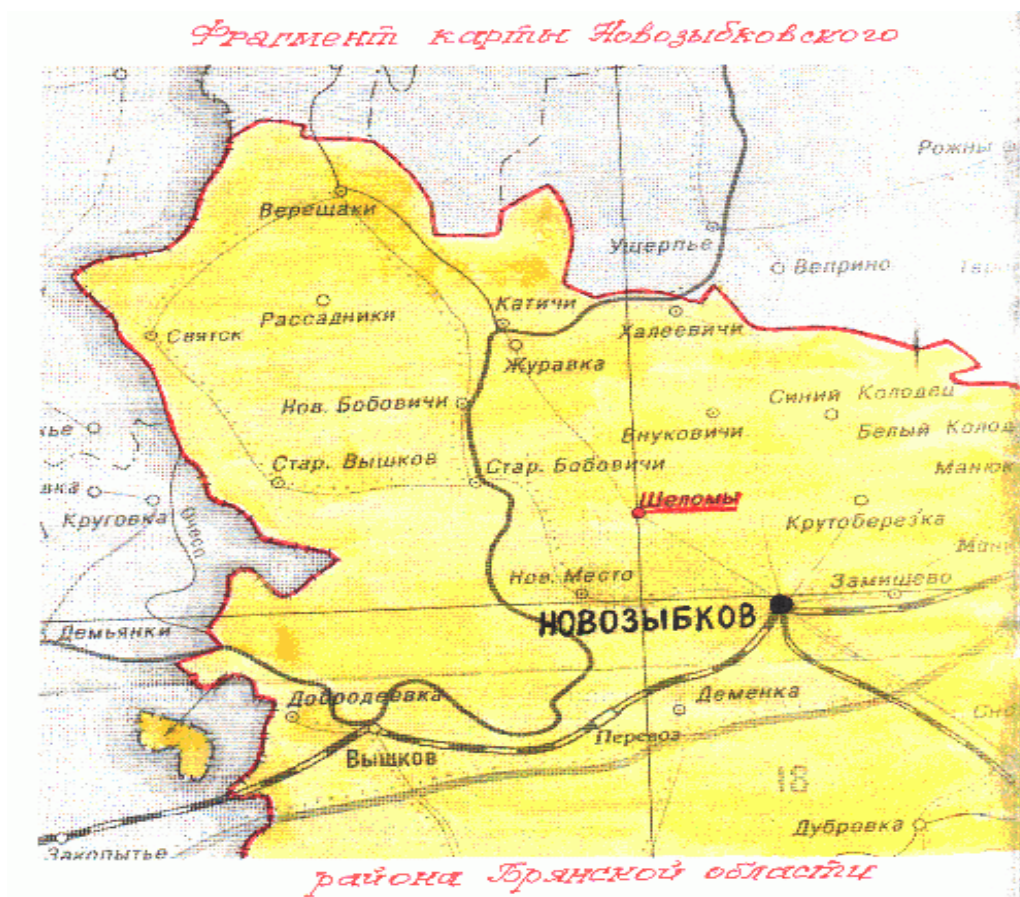 Фрагмент карты Новозыбковского
Рожны
Верещаки
Ущерпье
Веприно
Катичи
Рассадники
Святск
Халеевичи
Журавка
Синий Колодец
Нов. Бобовичи
Внуковичи
Белый Колод
Стар. Вышков
Стар. Бобовичи
Манюк
Шеломы
Круговка
Крутоберезка
Нов. Место
Замишево
НОВОЗЫБКОВ
Демьянки
Добродеевка
Деменка
Перевоз
Вышков
18
Дубровка
Закопытье
района Брянской области